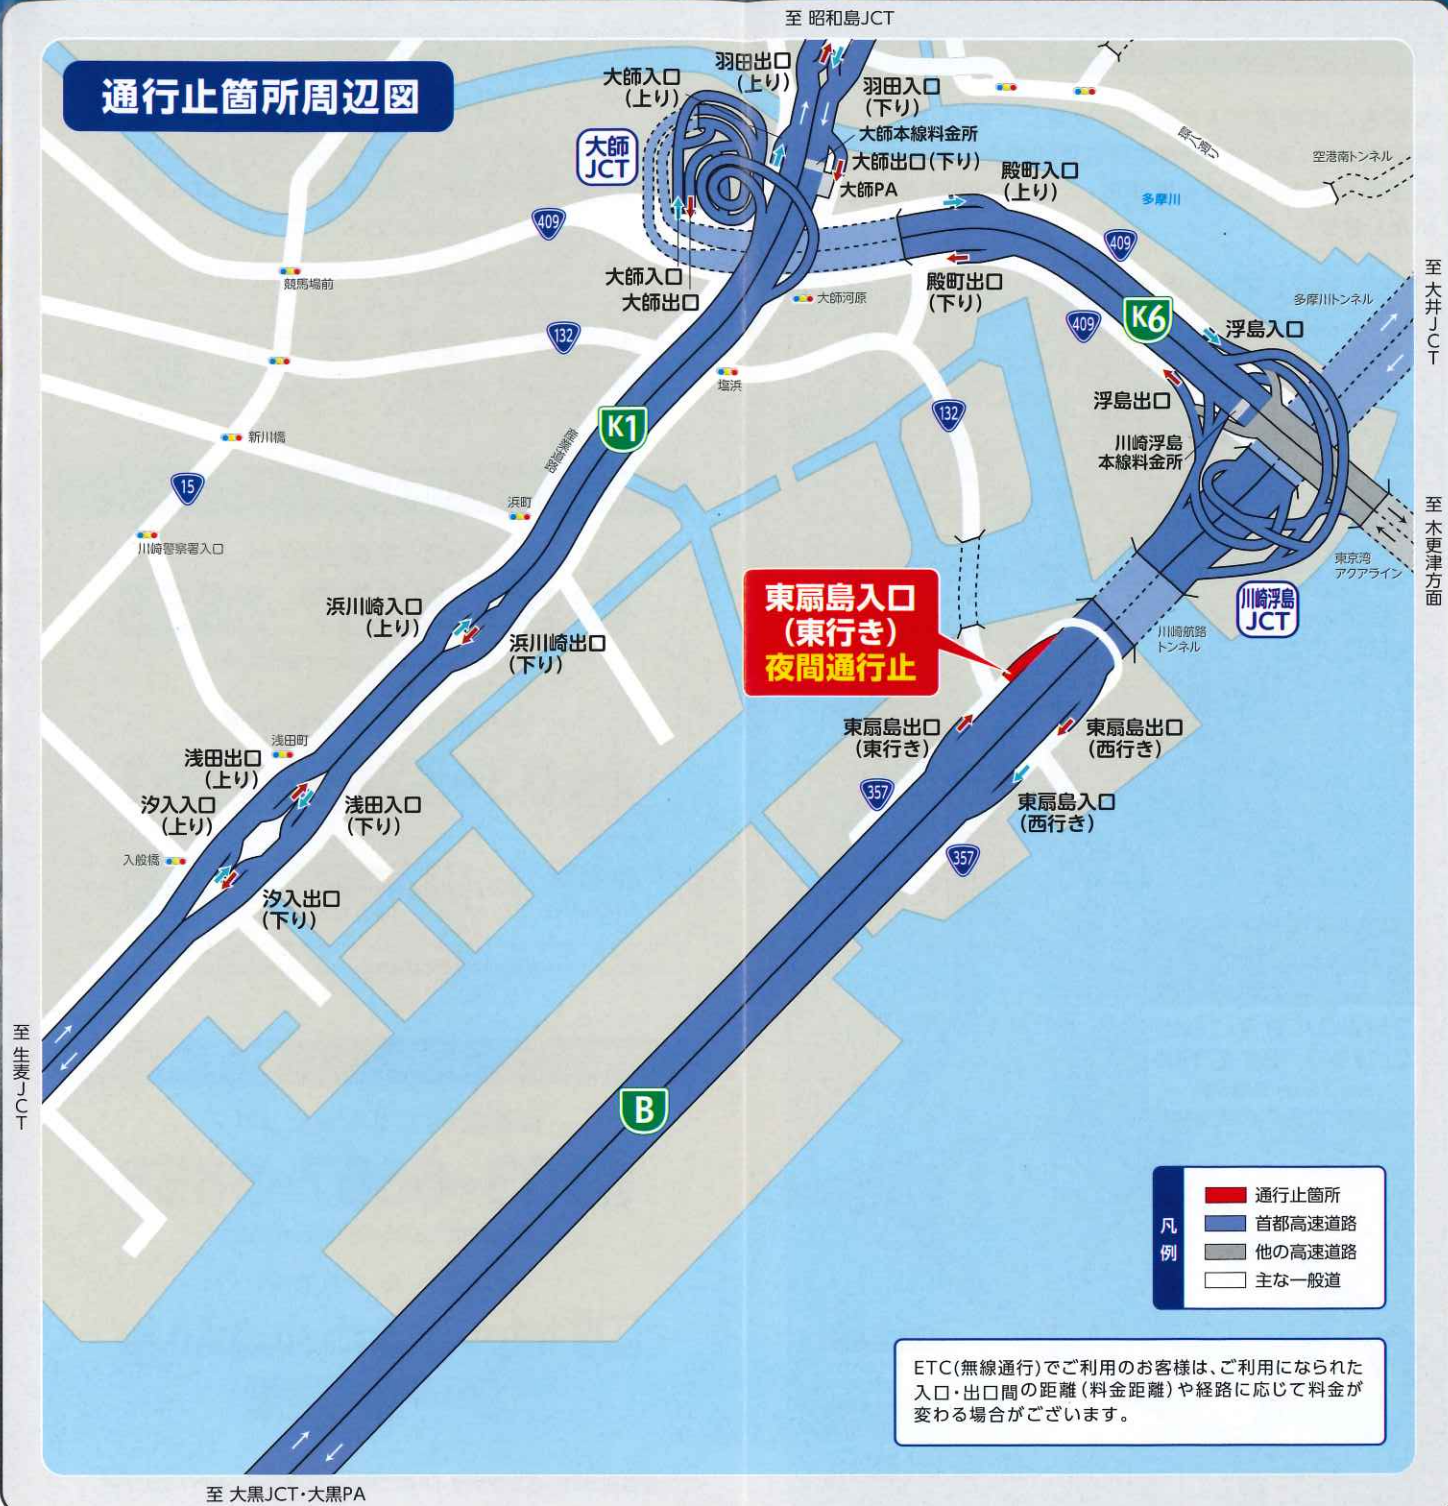 至 昭和島JCT
通行止箇所周辺図
羽田出口
(上り)
大師入口
(上り)
羽田入口
(下り)
大師本線料金所
大師出口(下り)
大師PA
大師
JCT
殿町入口
(上り)
環八通り
空港南トンネル
多摩川
409
409
競馬場前
大師入口
大師出口
大師河原
殿町出口
(下り)
多摩川トンネル
至 大井JCT
K6
409
浮島入口
132
塩浜
浮島出口
132
K1
産業道路
新川橋
川崎浮島
本線料金所
15
浜町
川崎警察署入口
至 木更津方面
東京湾
アクアライン
川崎浮島
JCT
川崎航路
トンネル
東扇島入口
(東行き)
夜間通行止
浜川崎入口
(上り)
浜川崎出口
(下り)
東扇島出口
(東行き)
東扇島出口
(西行き)
浅田町
浅田出口
(上り)
汐入入口
(上り)
浅田入口
(下り)
357
東扇島入口
(西行き)
入船橋
357
汐入出口
(下り)
至 生麦JCT
B
凡例
通行止箇所
首都高速道路
他の高速道路
主な一般道
ETC(無線通行)でご利用のお客様は、ご利用になられた
入口・出口間の距離(料金距離)や経路に応じて料金が
変わる場合がございます。
至 大黒JCT・大黒PA